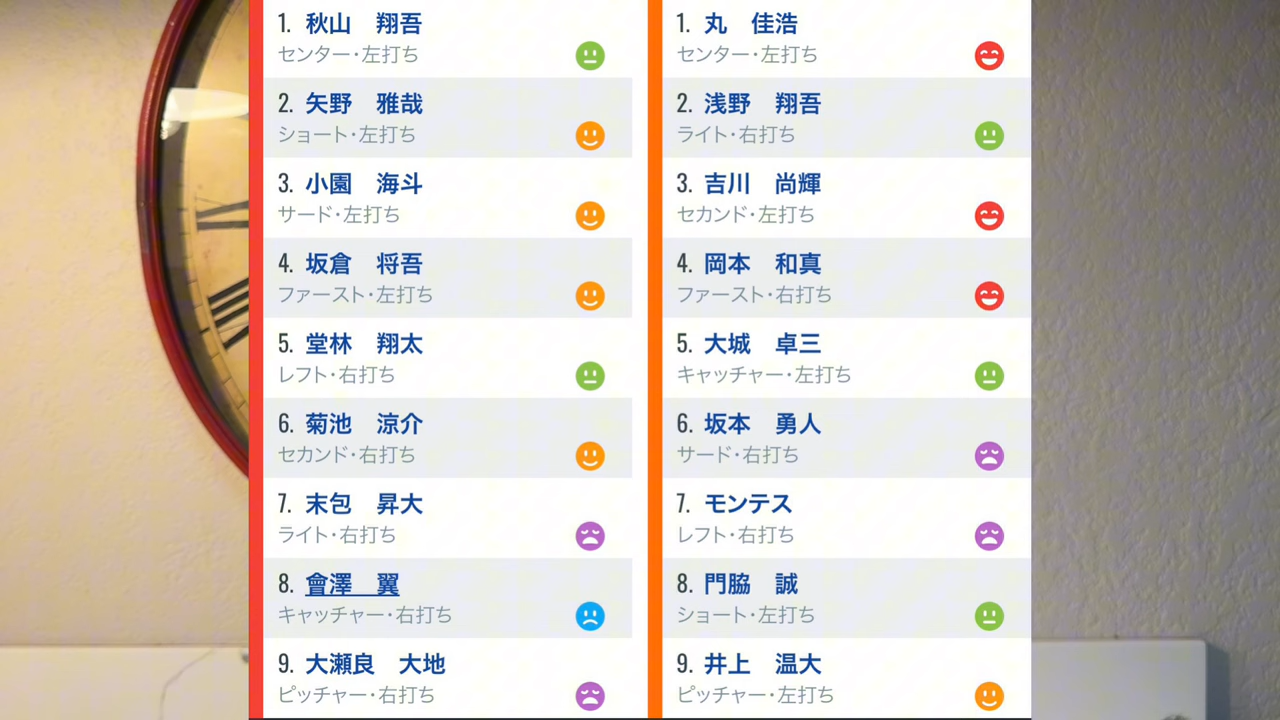 1. 秋山　翔吾
センター・左打ち
2. 矢野　雅哉
ショート・左打ち
3. 小園　海斗
サード・左打ち
4. 坂倉　将吾
ファースト・左打ち
5. 堂林　翔太
レフト・右打ち
6. 菊池　涼介
セカンド・右打ち
7. 末包　昇大
ライト・右打ち
8. 會澤　翼
キャッチャー・右打ち
9. 大瀬良　大地
ピッチャー・右打ち
1. 丸　佳浩
センター・左打ち
2. 浅野　翔吾
ライト・右打ち
3. 吉川　尚輝
セカンド・左打ち
4. 岡本　和真
ファースト・右打ち
5. 大城　卓三
キャッチャー・左打ち
6. 坂本　勇人
サード・右打ち
7. モンテス
レフト・右打ち
8. 門脇　誠
ショート・左打ち
9. 井上　温大
ピッチャー・左打ち